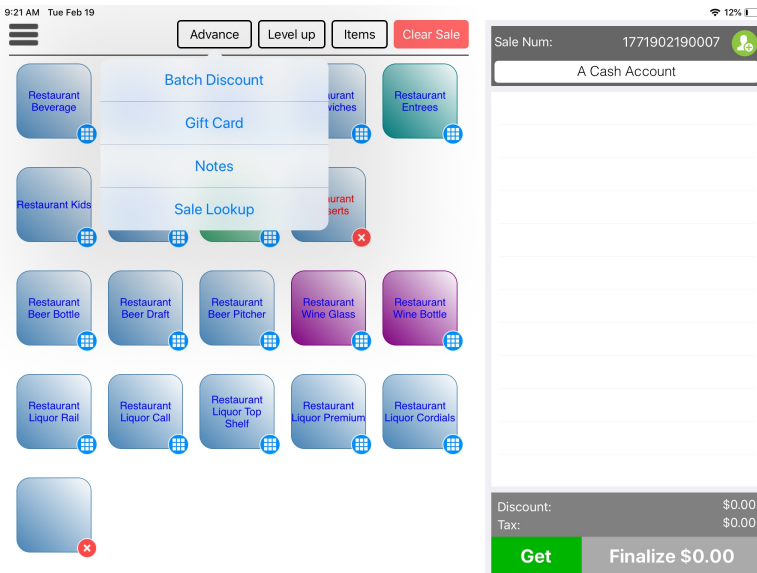 9:21 AM Tue Feb 19
12%
Advance
Level up
Items
Clear Sale
Sale Num:
1771902190007
A Cash Account
Batch Discount
Gift Card
Notes
Sale Lookup
Restaurant
Beverage
Restaurant
Entrees
Restaurant Kids
Restaurant
Beer Bottle
Restaurant
Beer Draft
Restaurant
Beer Pitcher
Restaurant
Wine Glass
Restaurant
Wine Bottle
Restaurant
Liquor Rail
Restaurant
Liquor Call
Restaurant
Liquor Top
Shelf
Restaurant
Liquor Premium
Restaurant
Liquor Cordials
Discount:
$0.00
Tax:
$0.00
Get
Finalize $0.00